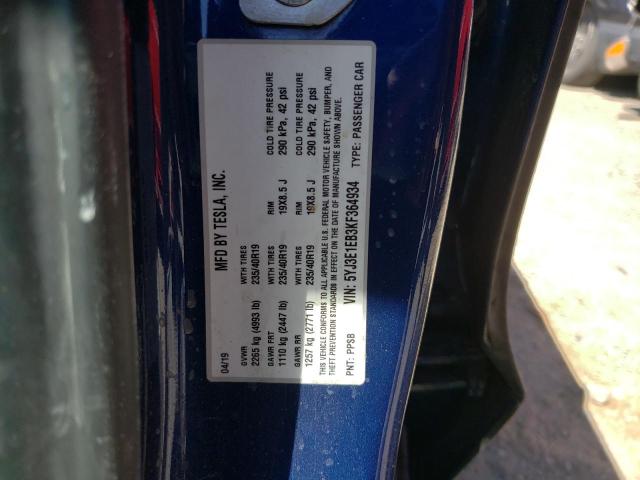 04/19 MFD BY TESLA, INC.
GVWR WITH TIRES RIM COLD TIRE PRESSURE
2265 kg (4993 lb) 235/40R19 19X8.5 J 290 kPa, 42 psi
GAWR FRT WITH TIRES RIM COLD TIRE PRESSURE
1110 kg (2447 lb) 235/40R19 19X8.5 J 290 kPa, 42 psi
GAWR RR
1257 kg (2771 lb) 235/40R19
THIS VEHICLE CONFORMS TO ALL APPLICABLE U.S. FEDERAL MOTOR VEHICLE SAFETY, BUMPER, AND
THEFT PREVENTION STANDARDS IN EFFECT ON THE DATE OF MANUFACTURE SHOWN ABOVE.
PNT: PPSB VIN: 5YJ3E1EB3KF364934 TYPE: PASSENGER CAR